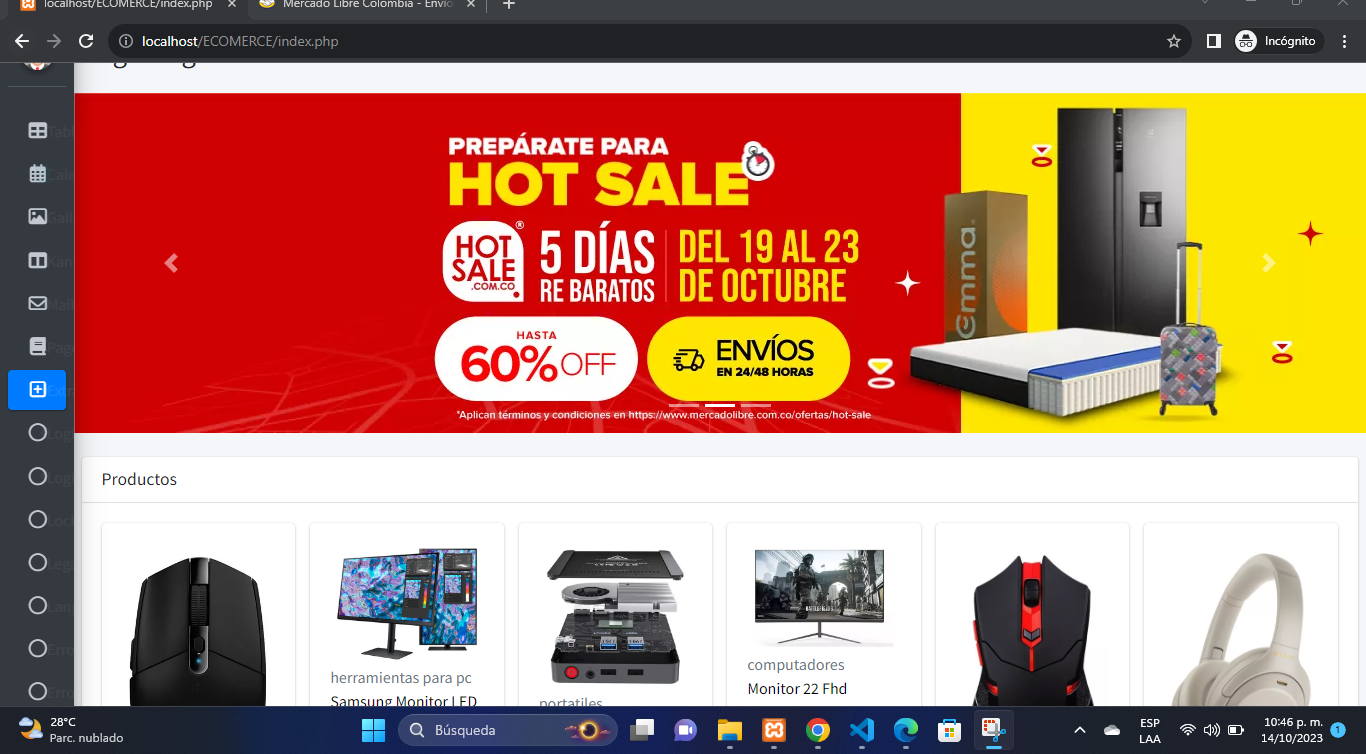 localhost/ECOMERCE/index.php
Mercado Libre Colombia - Envío
localhost/ECOMERCE/index.php
Incógnito
PREPÁRATE PARA
HOT SALE
HOT SALE .COM.CO
®
5 DÍAS
RE BARATOS
DEL 19 AL 23
DE OCTUBRE
HASTA
60% OFF
ENVÍOS
EN 24/48 HORAS
*Aplican términos y condiciones en https://www.mercadolibre.com.co/ofertas/hot-sale
emma
Productos
herramientas para pc
Samsung Monitor LED
portatiles
computadores
Monitor 22 Fhd
28°C
Parc. nublado
Búsqueda
ESP
LAA
10:46 p. m.
14/10/2023
1